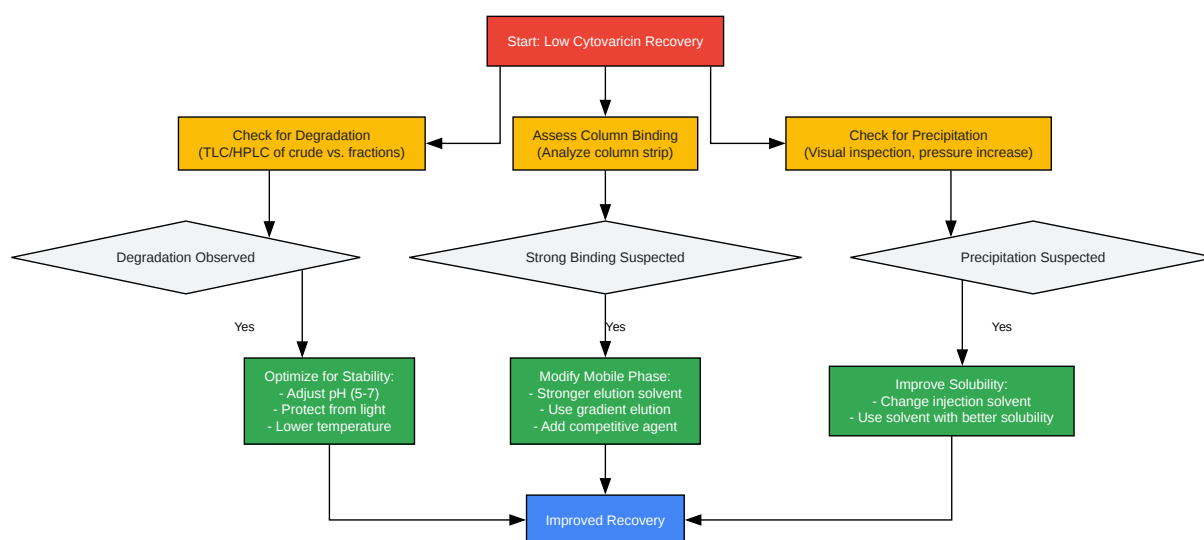 Start: Low Cytovaricin Recovery
Check for Degradation
(TLC/HPLC of crude vs. fractions)
Assess Column Binding
(Analyze column strip)
Check for Precipitation
(Visual inspection, pressure increase)
Degradation Observed
Strong Binding Suspected
Precipitation Suspected
Yes
Yes
Yes
Optimize for Stability:
- Adjust pH (5-7)
- Protect from light
- Lower temperature
Modify Mobile Phase:
- Stronger elution solvent
- Use gradient elution
- Add competitive agent
Improve Solubility:
- Change injection solvent
- Use solvent with better solubility
Improved Recovery